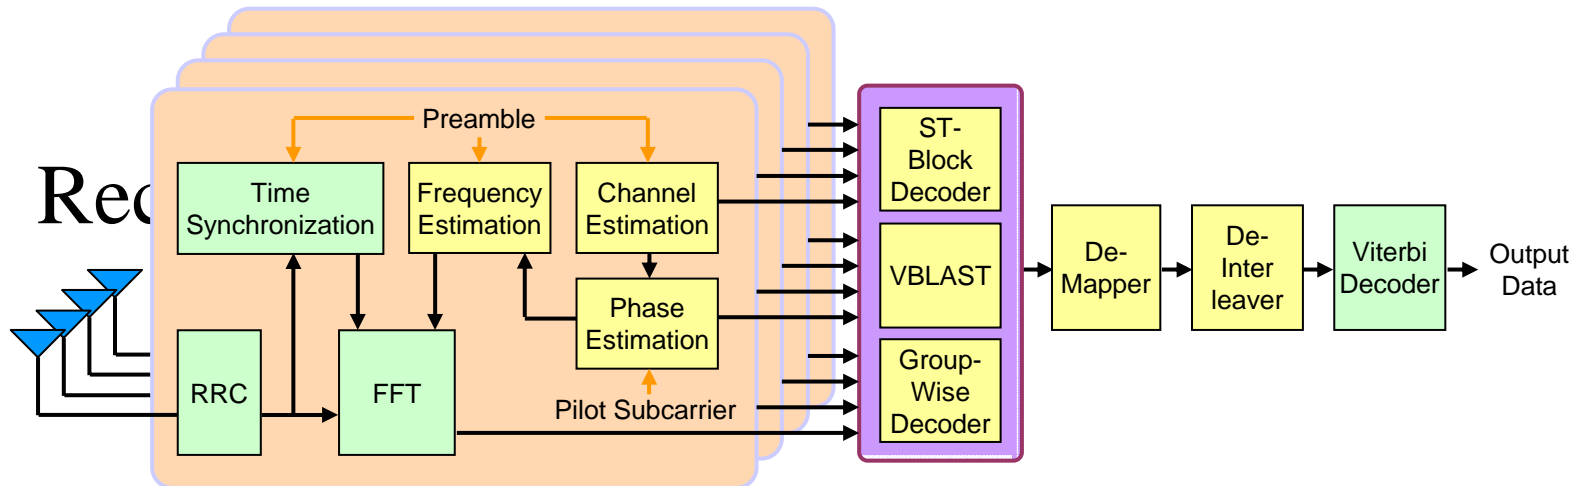 Preamble
Time
Synchronization
Frequency
Estimation
Channel
Estimation
Phase
Estimation
RRC
FFT
Pilot Subcarrier
ST-
Block
Decoder
VBLAST
Group-
Wise
Decoder
De-
Mapper
De-
Inter
leaver
Viterbi
Decoder
Output
Data